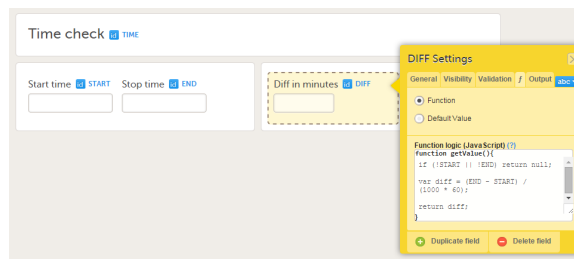 Time check id TIME
Start time id START Stop time id END
Diff in minutes id DIFF
DIFF Settings
General Visibility Validation f Output abc
Function
Default Value
Function logic (JavaScript) (?)
function getValue(){
if (!START || !END) return null;
var diff = (END - START) /
(1000 * 60);
return diff;
}
Duplicate field Delete field